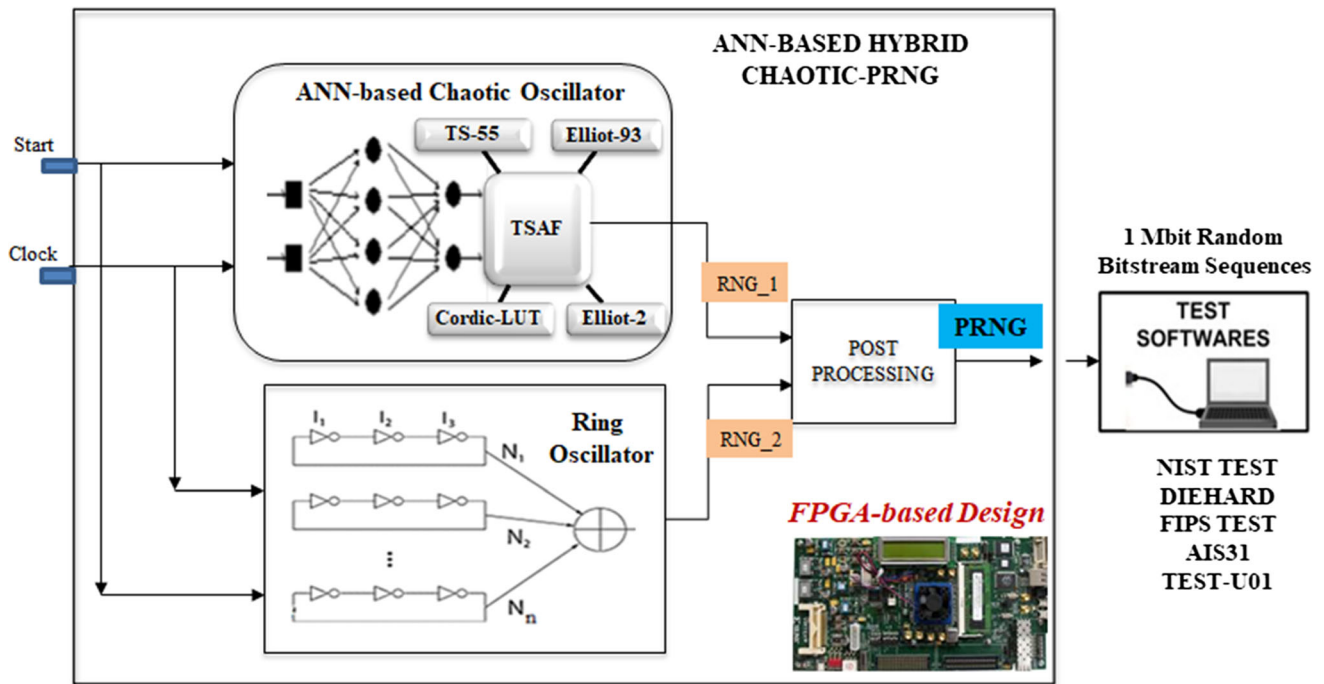 ANN-BASED HYBRID
CHAOTIC-PRNG
ANN-based Chaotic Oscillator
TS-55
Elliot-93
Start
TSAF
Clock
Cordic-LUT
Elliot-2
RNG_1
1 Mbit Random
Bitstream Sequences
PRNG
TEST
SOFTWARES
POST
PROCESSING
I₁ I₂ I₃
Ring
Oscillator
N₁
RNG_2
N₂
...
Nₙ
FPGA-based Design
NIST TEST
DIEHARD
FIPS TEST
AIS31
TEST-U01